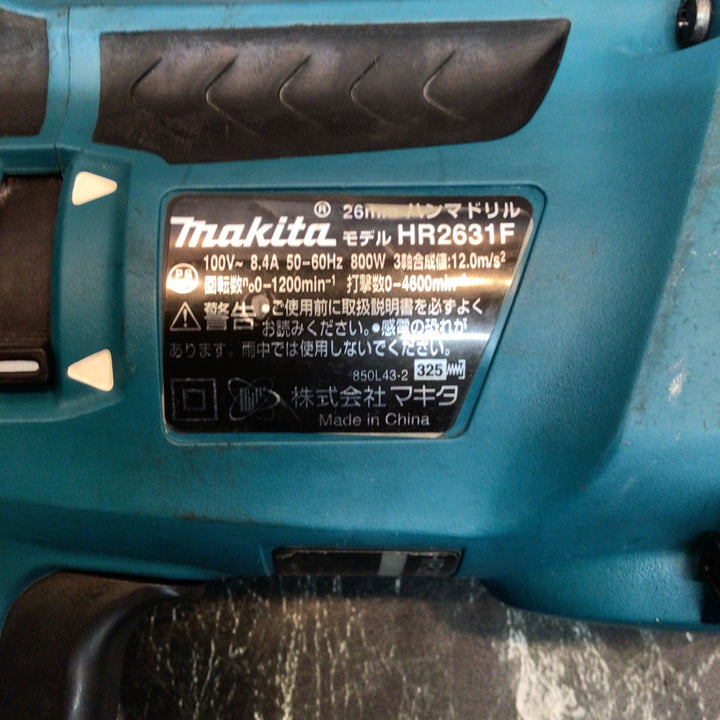 makita® 26mm ハンマドリル
モデル HR2631F
100V~ 8.4A 50-60Hz 800W 3軸合成値:12.0m/s²
PS E 回転数n₀0-1200min⁻¹ 打撃数0-4600min⁻¹
警告 •ご使用前に取扱説明書を必ずよく
お読みください。•感電の恐れが
あります。雨中では使用しないでください。
850L43-2 325
株式会社 マキタ
Made in China